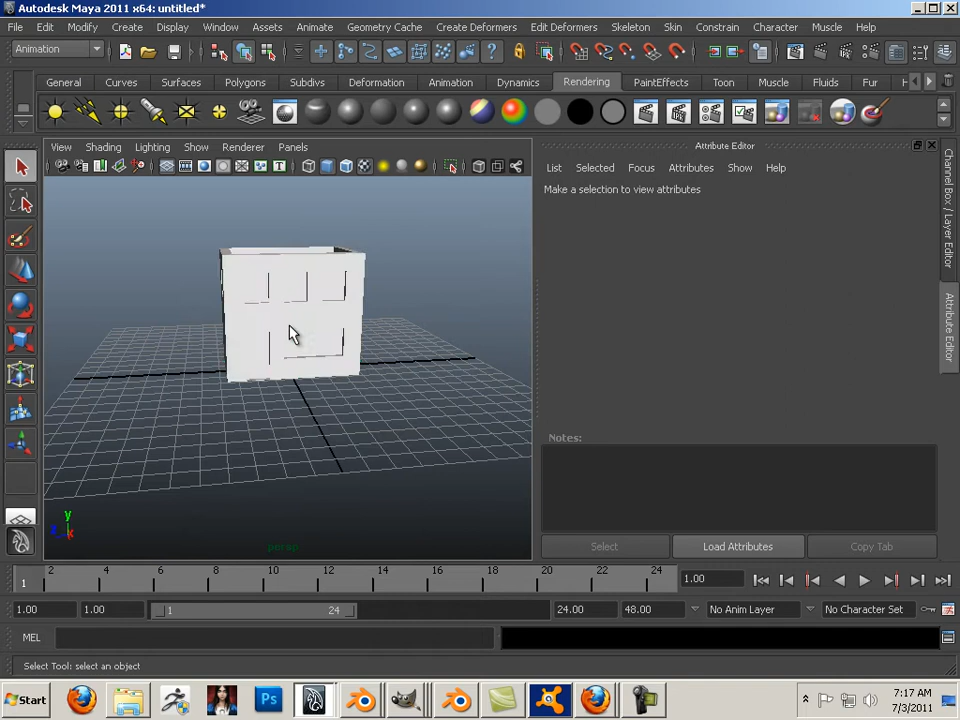 Autodesk Maya 2011 x64: untitled*
File Edit Modify Create Display Window Assets Animate Geometry Cache Create Deformers Edit Deformers Skeleton Skin Constrain Character Muscle Help
Animation
General Curves Surfaces Polygons Subdivs Deformation Animation Dynamics Rendering PaintEffects Toon Muscle Fluids Fur H
View Shading Lighting Show Renderer Panels
Attribute Editor
List Selected Focus Attributes Show Help
Make a selection to view attributes
Channel Box / Layer Editor
Attribute Editor
Notes:
y
x
persp
Select Load Attributes Copy Tab
1 2 4 6 8 10 12 14 16 18 20 22 24 1.00
1.00 1.00 1 24 24.00 48.00 No Anim Layer No Character Set
MEL
Select Tool: select an object
Start Ps 7:17 AM
7/3/2011